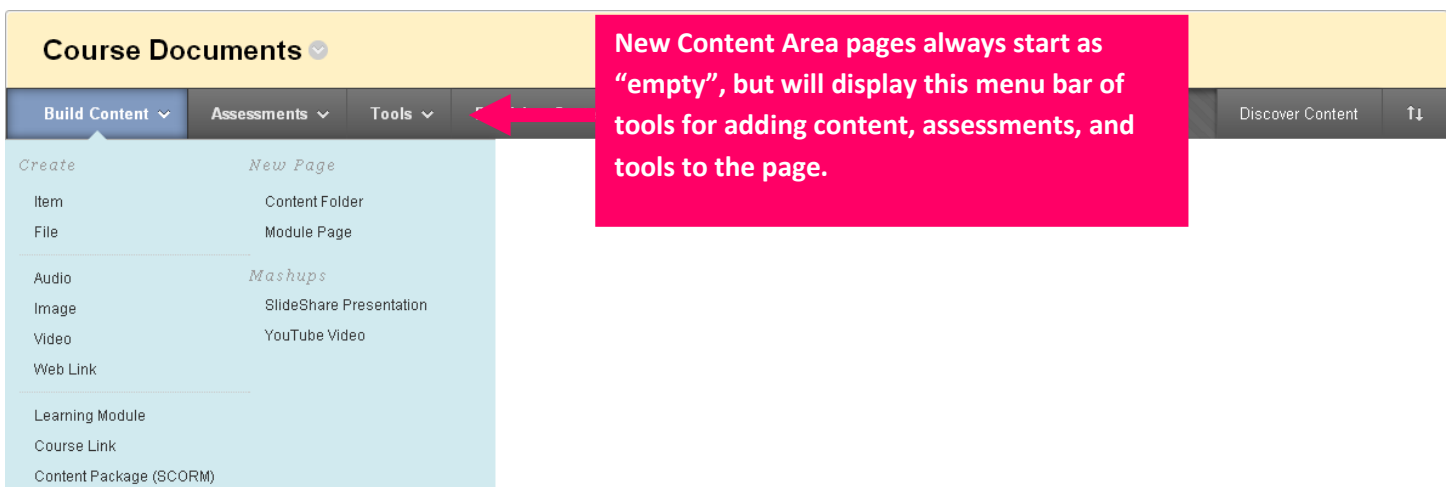 Course Documents
New Content Area pages always start as
“empty”, but will display this menu bar of
tools for adding content, assessments, and
tools to the page.
Build Content
Assessments
Tools
Discover Content
Create
Item
File
Audio
Image
Video
Web Link
Learning Module
Course Link
Content Package (SCORM)
New Page
Content Folder
Module Page
Mashups
SlideShare Presentation
YouTube Video